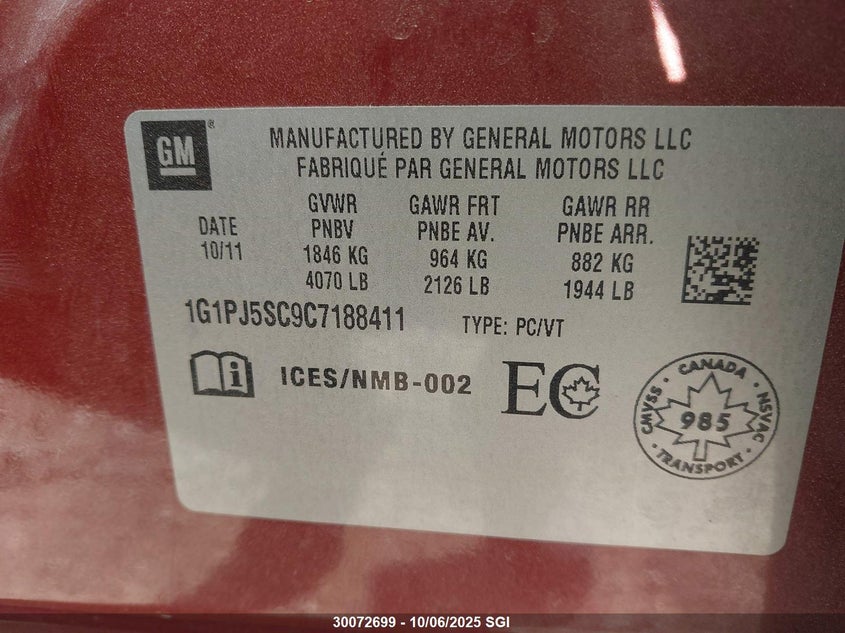 GM®
MANUFACTURED BY GENERAL MOTORS LLC
FABRIQUÉ PAR GENERAL MOTORS LLC
DATE
10/11
GVWR
PNBV
1846 KG
4070 LB
GAWR FRT
PNBE AV.
964 KG
2126 LB
GAWR RR
PNBE ARR.
882 KG
1944 LB
1G1PJ5SC9C7188411
TYPE: PC/VT
i
ICES/NMB-002
EC
CANADA
CMVSS
985
NSVAC
TRANSPORT
30072699 - 10/06/2025 SGI